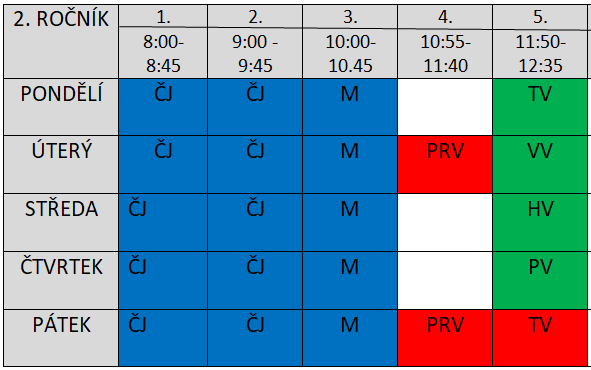 2. ROČNÍK 1. 2. 3. 4. 5.
8:00-8:45 9:00 -9:45 10:00-10.45 10:55-11:40 11:50-12:35
PONDĚLÍ ČJ ČJ M TV
ÚTERÝ ČJ ČJ M PRV VV
STŘEDA ČJ ČJ M HV
ČTVRTEK ČJ ČJ M PV
PÁTEK ČJ ČJ M PRV TV